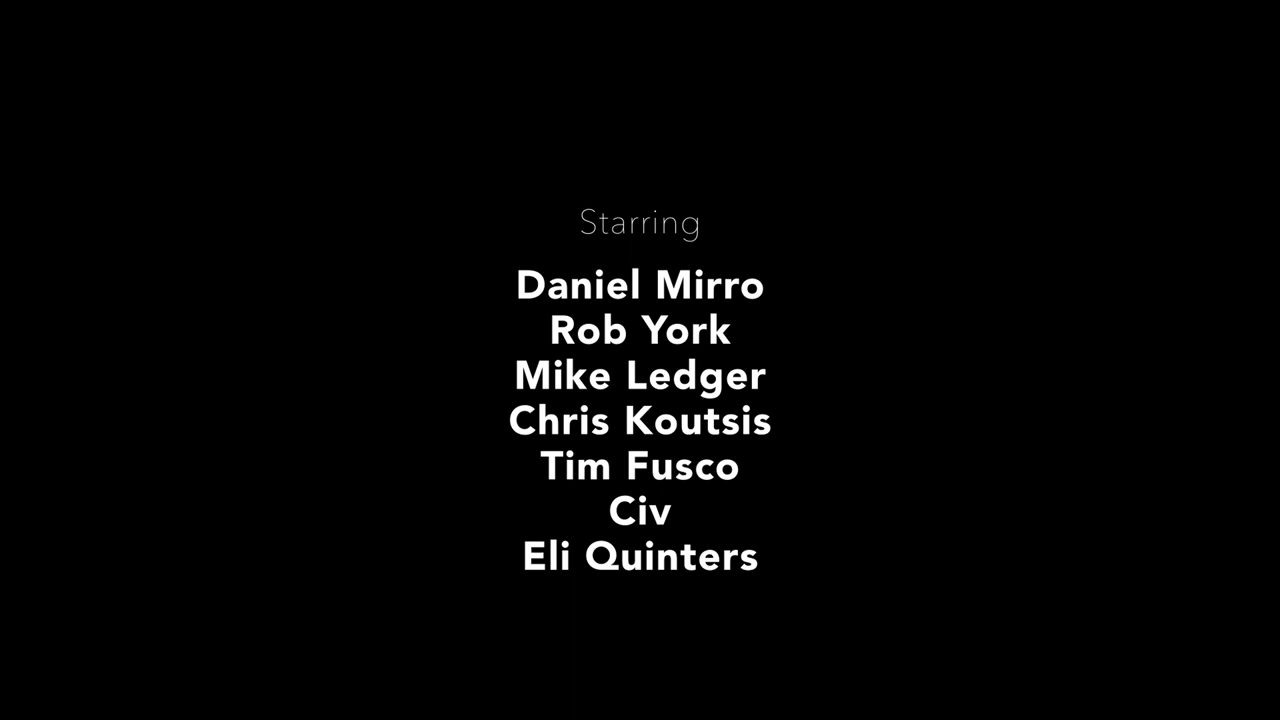 Starring
Daniel Mirro
Rob York
Mike Ledger
Chris Koutsis
Tim Fusco
Civ
Eli Quinters